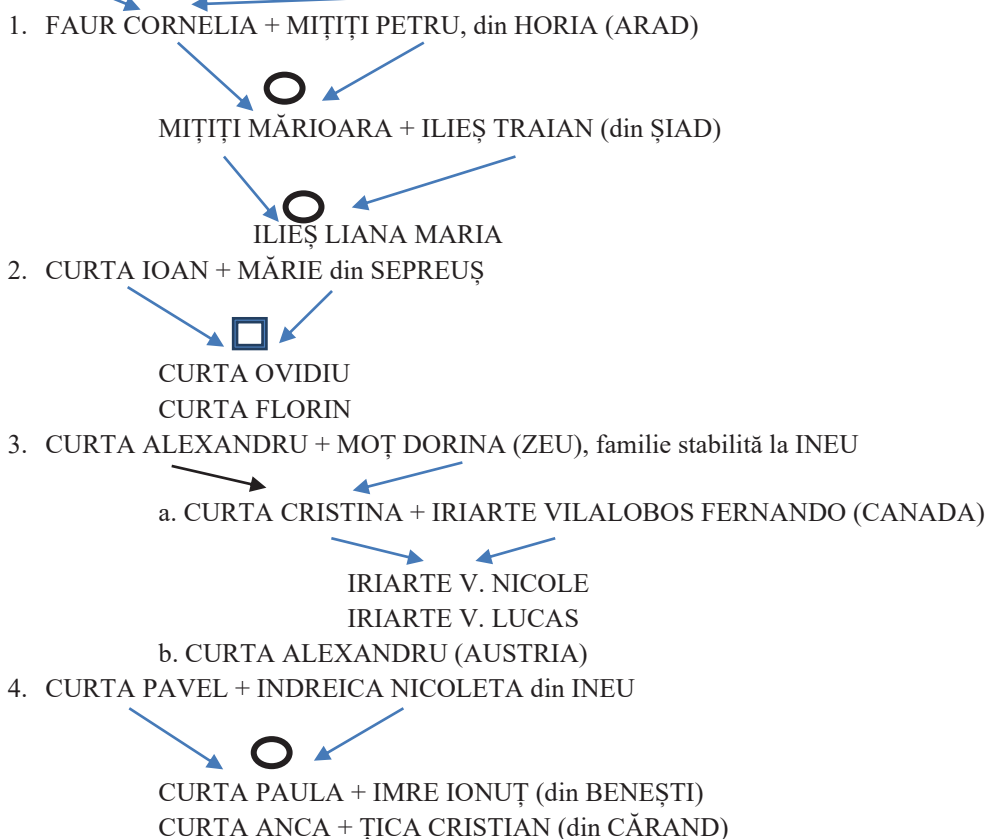 1. FAUR CORNELIA + MIȚIȚI PETRU, din HORIA (ARAD)
MIȚIȚI MĂRIOARA + ILIEȘ TRAIAN (din ȘIAD)
ILIEȘ LIANA MARIA
2. CURTA IOAN + MĂRIE din SEPREUȘ
CURTA OVIDIU
CURTA FLORIN
3. CURTA ALEXANDRU + MOȚ DORINA (ZEU), familie stabilită la INEU
a. CURTA CRISTINA + IRIARTE VILALOBOS FERNANDO (CANADA)
IRIARTE V. NICOLE
IRIARTE V. LUCAS
b. CURTA ALEXANDRU (AUSTRIA)
4. CURTA PAVEL + INDREICA NICOLETA din INEU
CURTA PAULA + IMRE IONUȚ (din BENEȘTI)
CURTA ANCA + ȚICA CRISTIAN (din CĂRAND)